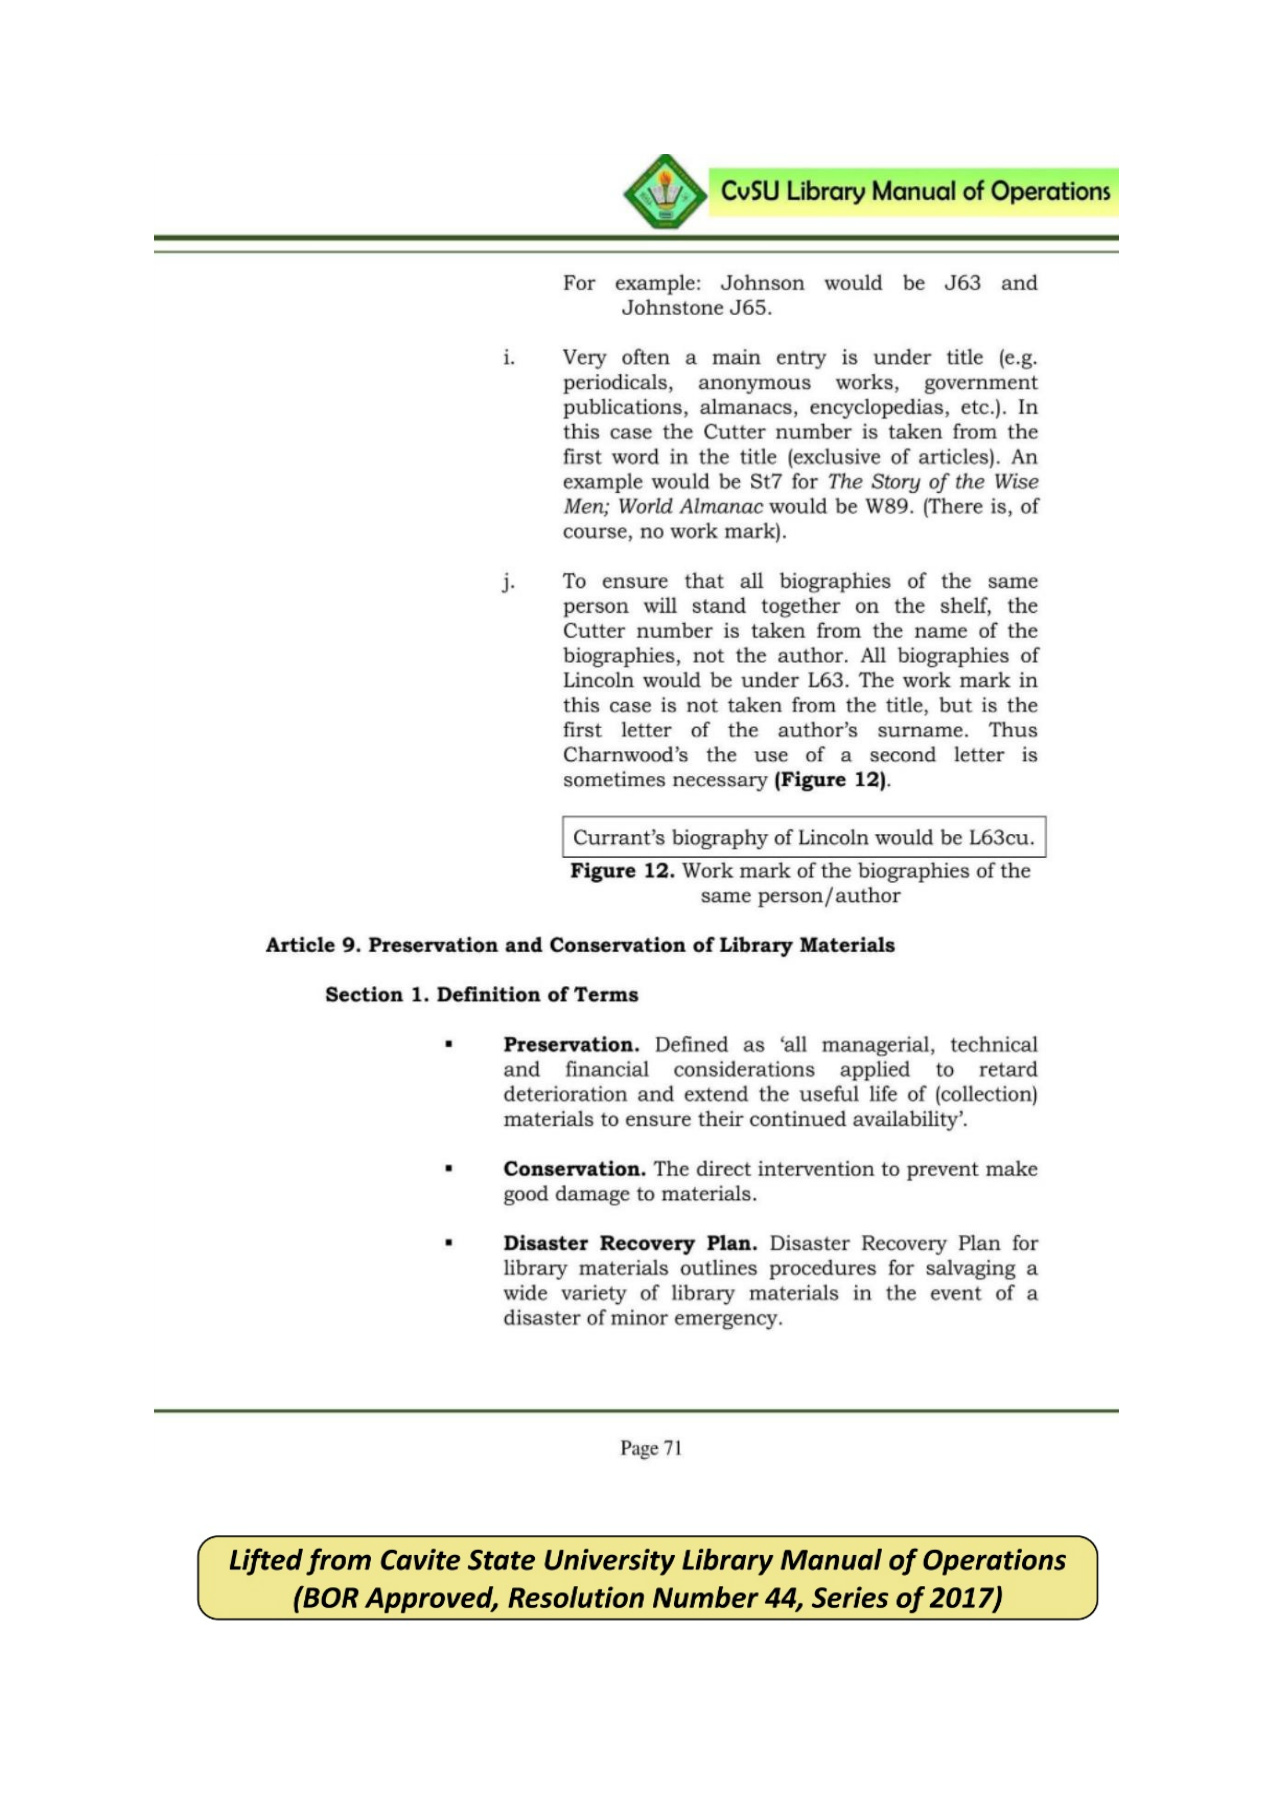 CvSU Library Manual of Operations
For example: Johnson would be J63 and
Johnstone J65.
i. Very often a main entry is under title (e.g.
periodicals, anonymous works, government
publications, almanacs, encyclopedias, etc.). In
this case the Cutter number is taken from the
first word in the title (exclusive of articles). An
example would be St7 for The Story of the Wise
Men; World Almanac would be W89. (There is, of
course, no work mark).
j. To ensure that all biographies of the same
person will stand together on the shelf, the
Cutter number is taken from the name of the
biographies, not the author. All biographies of
Lincoln would be under L63. The work mark in
this case is not taken from the title, but is the
first letter of the author's surname. Thus
Charnwood's the use of a second letter is
sometimes necessary (Figure 12).
Currant's biography of Lincoln would be L63cu.
Figure 12. Work mark of the biographies of the
same person/author
Article 9. Preservation and Conservation of Library Materials
Section 1. Definition of Terms
▪ Preservation. Defined as 'all managerial, technical
and financial considerations applied to retard
deterioration and extend the useful life of (collection)
materials to ensure their continued availability'.
▪ Conservation. The direct intervention to prevent make
good damage to materials.
▪ Disaster Recovery Plan. Disaster Recovery Plan for
library materials outlines procedures for salvaging a
wide variety of library materials in the event of a
disaster of minor emergency.
Page 71
Lifted from Cavite State University Library Manual of Operations
(BOR Approved, Resolution Number 44, Series of 2017)